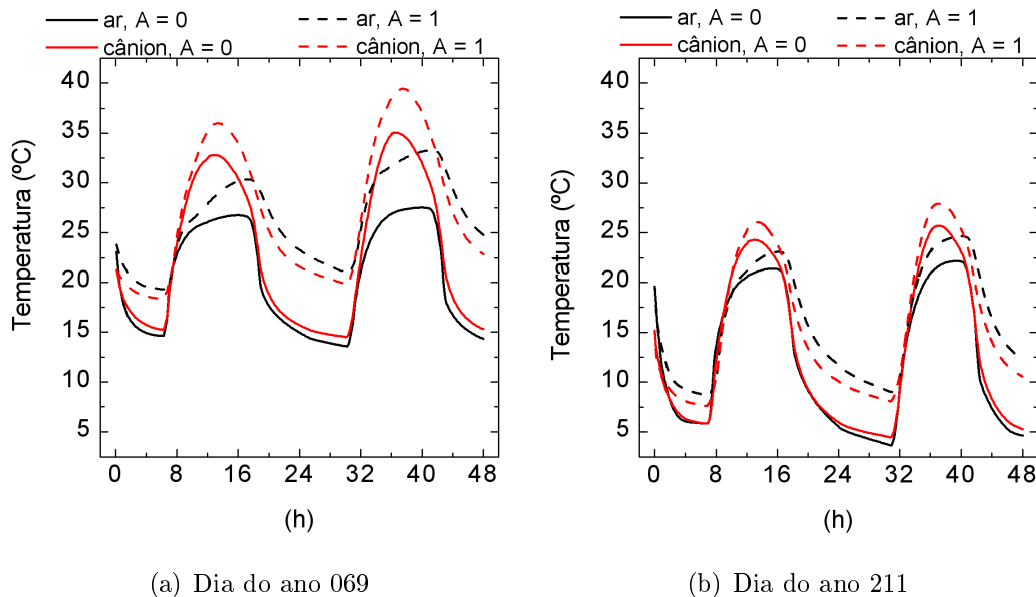 ar, A = 0
ar, A = 1
cânion, A = 0
cânion, A = 1
40
35
30
25
20
15
10
5
Temperatura (ºC)
0
8
16
24
32
40
48
(h)
(a) Dia do ano 069
ar, A = 0
ar, A = 1
cânion, A = 0
cânion, A = 1
40
35
30
25
20
15
10
5
Temperatura (ºC)
0
8
16
24
32
40
48
(h)
(b) Dia do ano 211